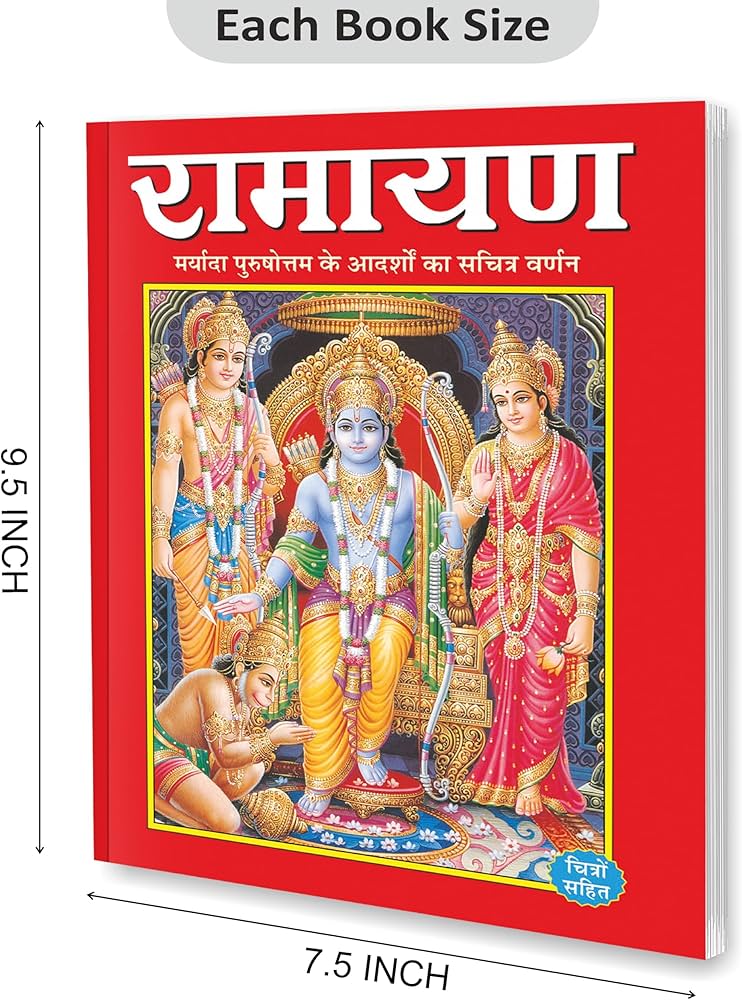 Each Book Size
रामायण
मर्यादा पुरुषोत्तम के आदर्शों का सचित्र वर्णन
9.5 INCH
चित्रों
सहित
7.5 INCH